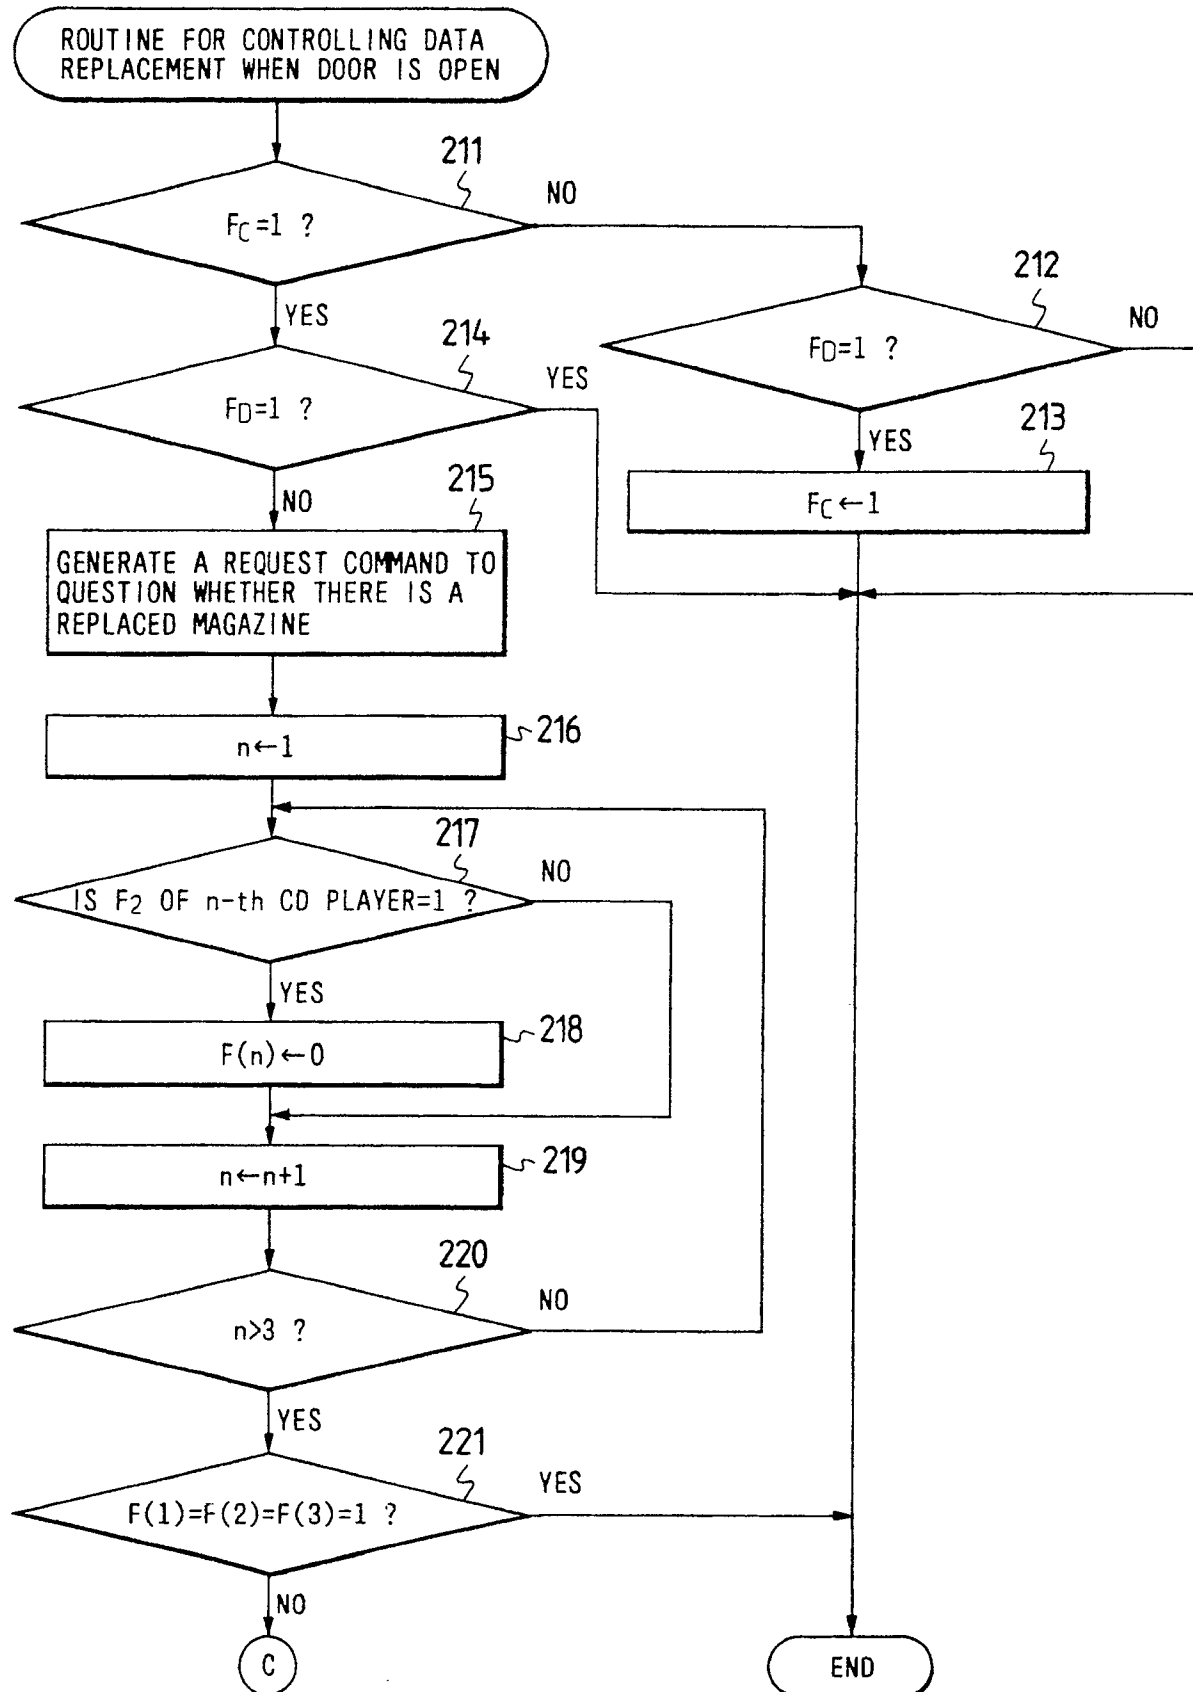 ROUTINE FOR CONTROLLING DATA
REPLACEMENT WHEN DOOR IS OPEN
211
FC=1 ?
NO
YES
212
FD=1 ?
NO
YES
213
FC←1
214
FD=1 ?
YES
NO
215
GENERATE A REQUEST COMMAND TO
QUESTION WHETHER THERE IS A
REPLACED MAGAZINE
216
n←1
217
IS F2 OF n-th CD PLAYER=1 ?
NO
YES
218
F(n)←0
219
n←n+1
220
n>3 ?
NO
YES
221
F(1)=F(2)=F(3)=1 ?
YES
NO
C
END